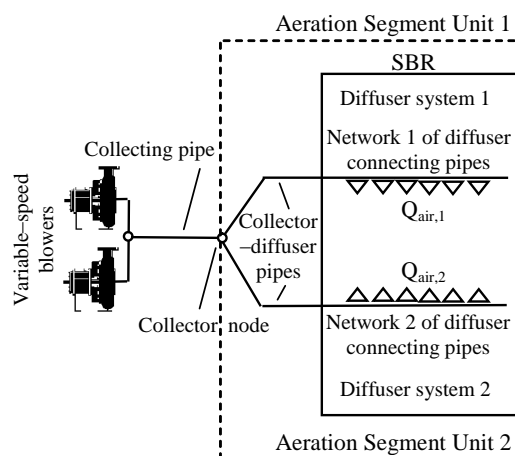 Aeration Segment Unit 1
SBR
Diffuser system 1
Network 1 of diffuser
connecting pipes
Qair,1
Collecting pipe
Variable–speed
blowers
Collector
–diffuser
pipes
Collector node
Qair,2
Network 2 of diffuser
connecting pipes
Diffuser system 2
Aeration Segment Unit 2